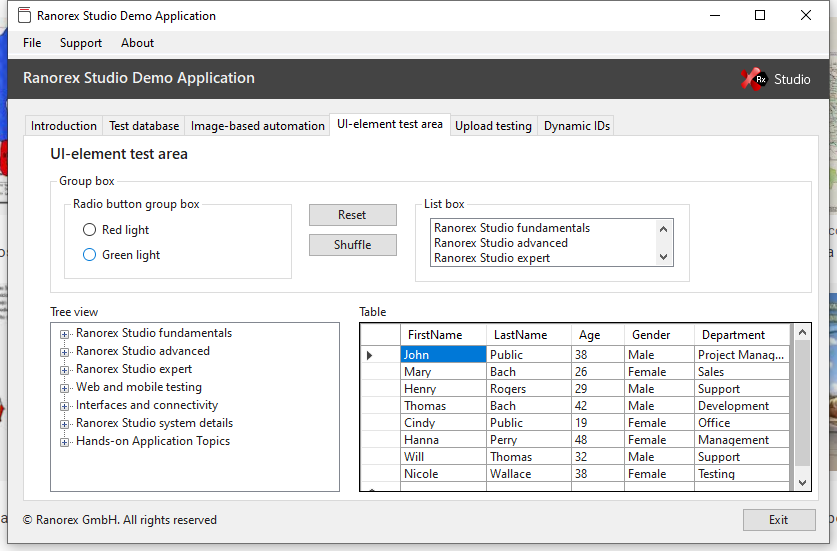 Ranorex Studio Demo Application
File Support About
Ranorex Studio Demo Application
Rx Studio
Introduction Test database Image-based automation UI-element test area Upload testing Dynamic IDs
UI-element test area
Group box
Radio button group box
Red light
Green light
Reset
Shuffle
List box
Ranorex Studio fundamentals
Ranorex Studio advanced
Ranorex Studio expert
Tree view
Ranorex Studio fundamentals
Ranorex Studio advanced
Ranorex Studio expert
Web and mobile testing
Interfaces and connectivity
Ranorex Studio system details
Hands-on Application Topics
Table
FirstName LastName Age Gender Department
John Public 38 Male Project Manag...
Mary Bach 26 Female Sales
Henry Rogers 29 Male Support
Thomas Bach 42 Male Development
Cindy Public 19 Female Office
Hanna Perry 48 Female Management
Will Thomas 32 Male Support
Nicole Wallace 38 Female Testing
© Ranorex GmbH. All rights reserved
Exit